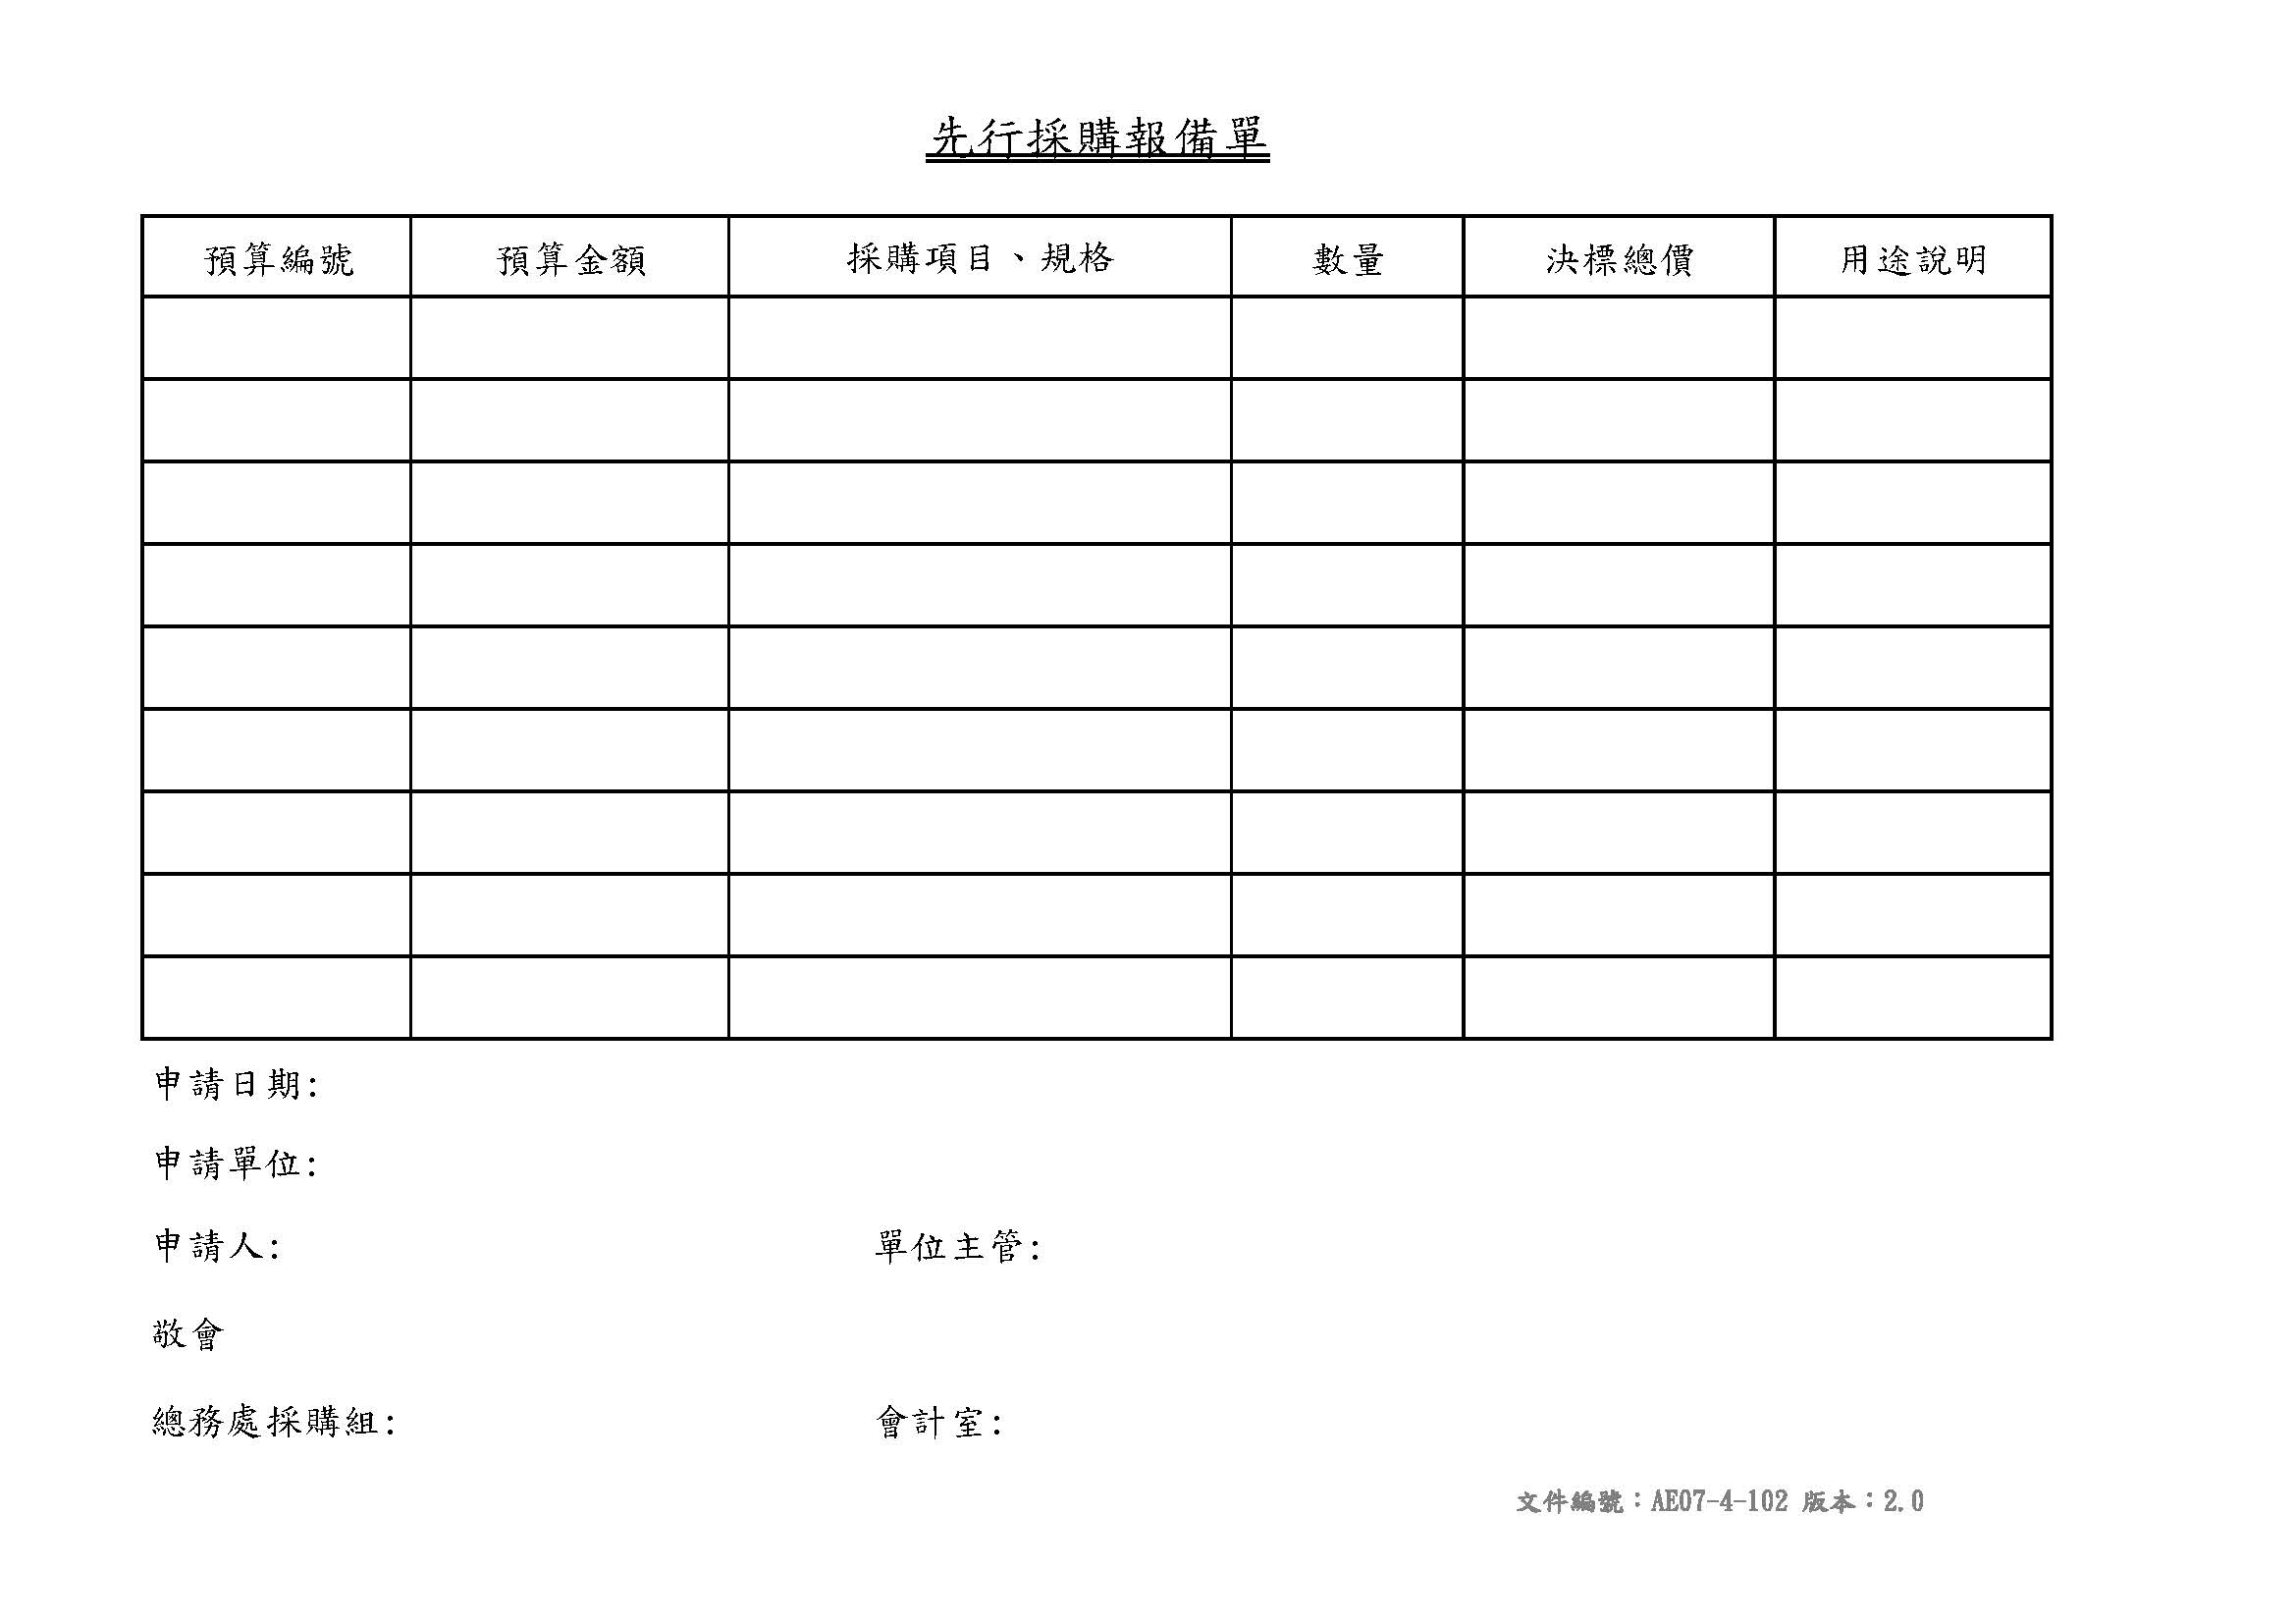 先行採購報備單
預算編號 預算金額 採購項目、規格 數量 決標總價 用途說明
申請日期:
申請單位:
申請人: 單位主管:
敬會
總務處採購組: 會計室:
文件編號：AE07-4-102 版本：2.0